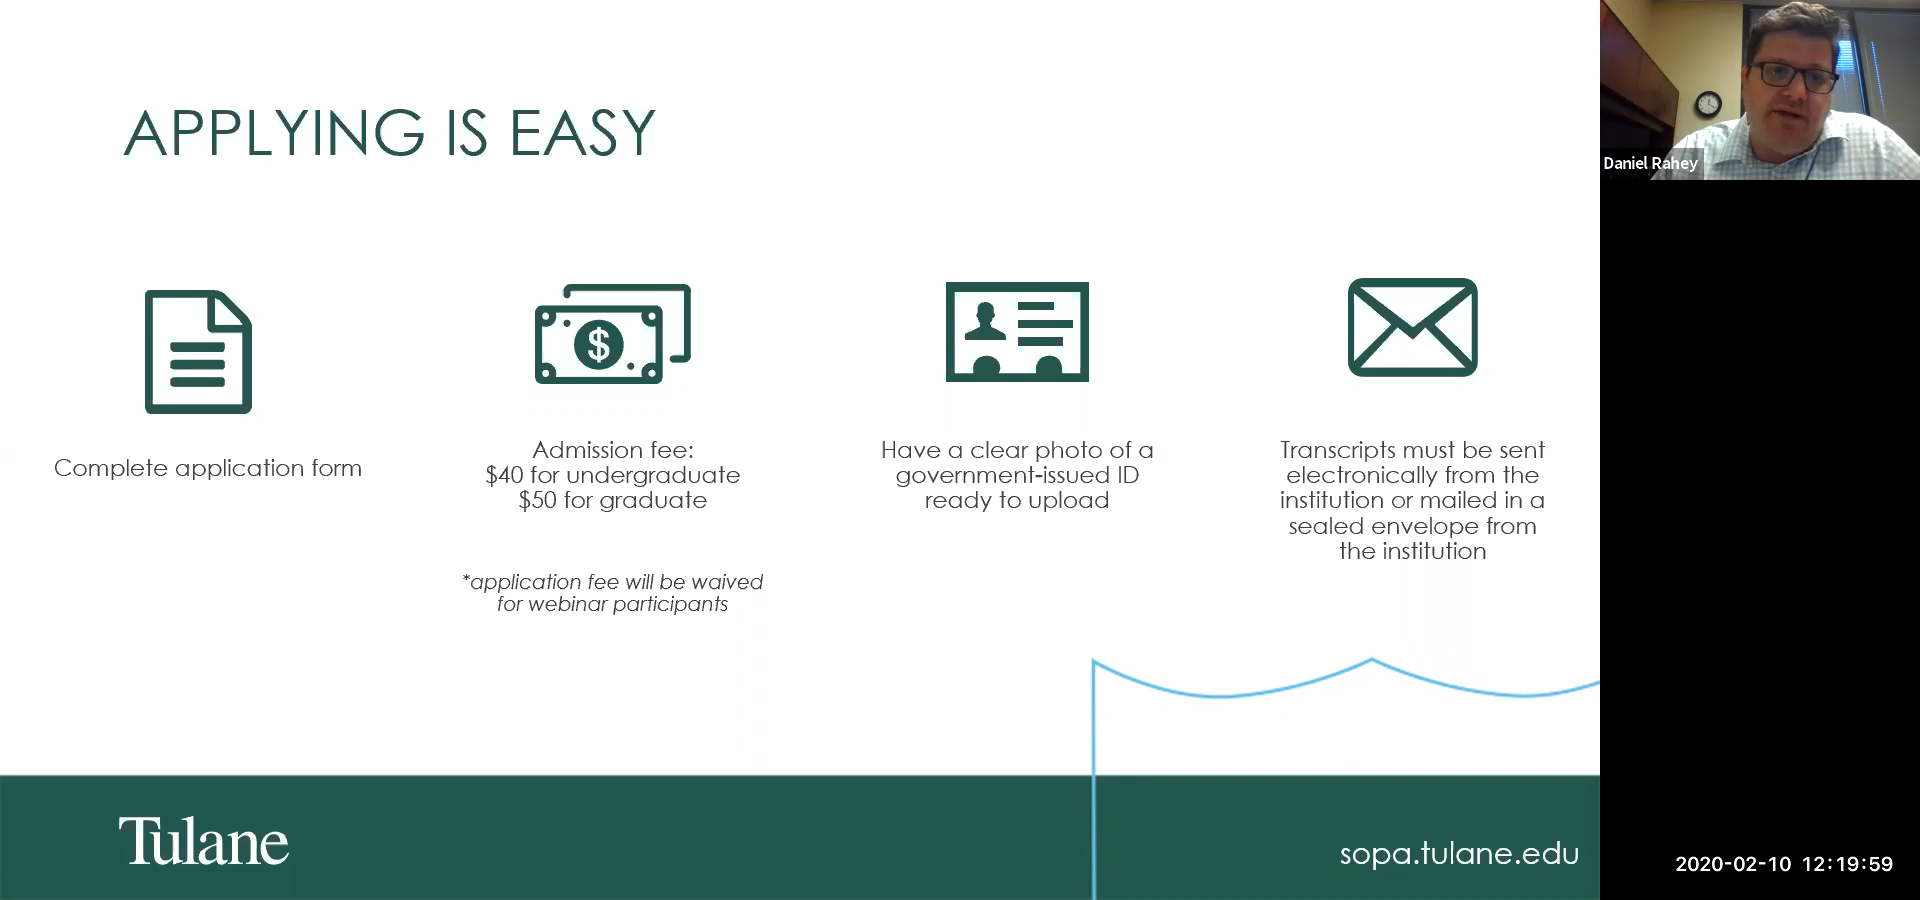 APPLYING IS EASY
Complete application form
$
Admission fee:
$40 for undergraduate
$50 for graduate
*application fee will be waived
for webinar participants
Have a clear photo of a
government-issued ID
ready to upload
Transcripts must be sent
electronically from the
institution or mailed in a
sealed envelope from
the institution
Tulane
sopa.tulane.edu
Daniel Rahey
2020-02-10 12:19:59